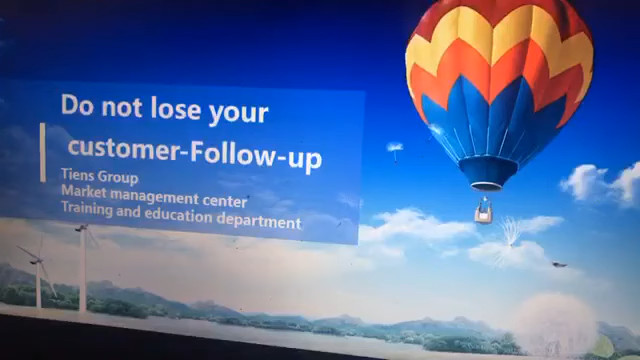 Do not lose your
customer-Follow-up
Tiens Group
Market management center
Training and education department